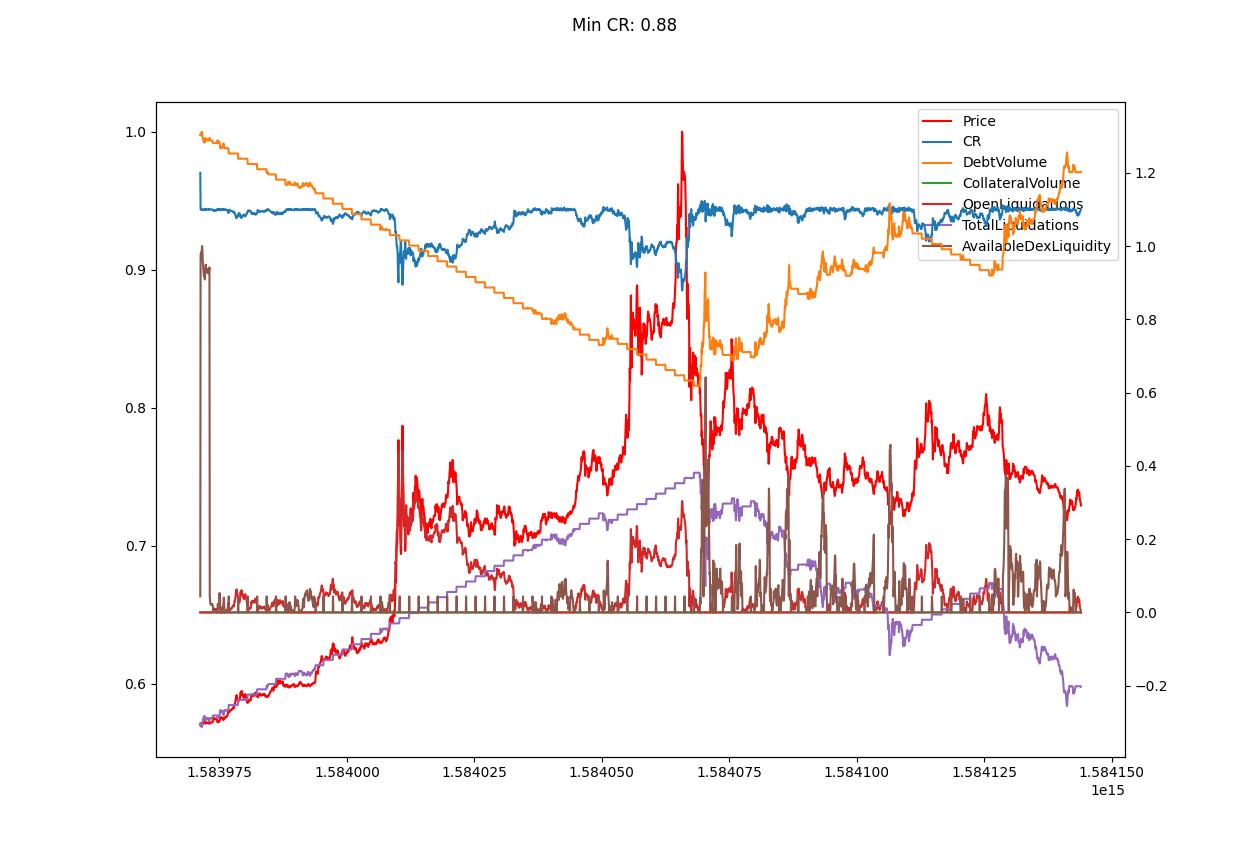 Min CR: 0.88
1.0
0.9
0.8
0.7
0.6
Price
CR
DebtVolume
CollateralVolume
OpenLiquidations
TotalLiquidations
AvailableDexLiquidity
1.2
1.0
0.8
0.6
0.4
0.2
0.0
−0.2
1.583975 1.584000 1.584025 1.584050 1.584075 1.584100 1.584125 1.584150
1e15